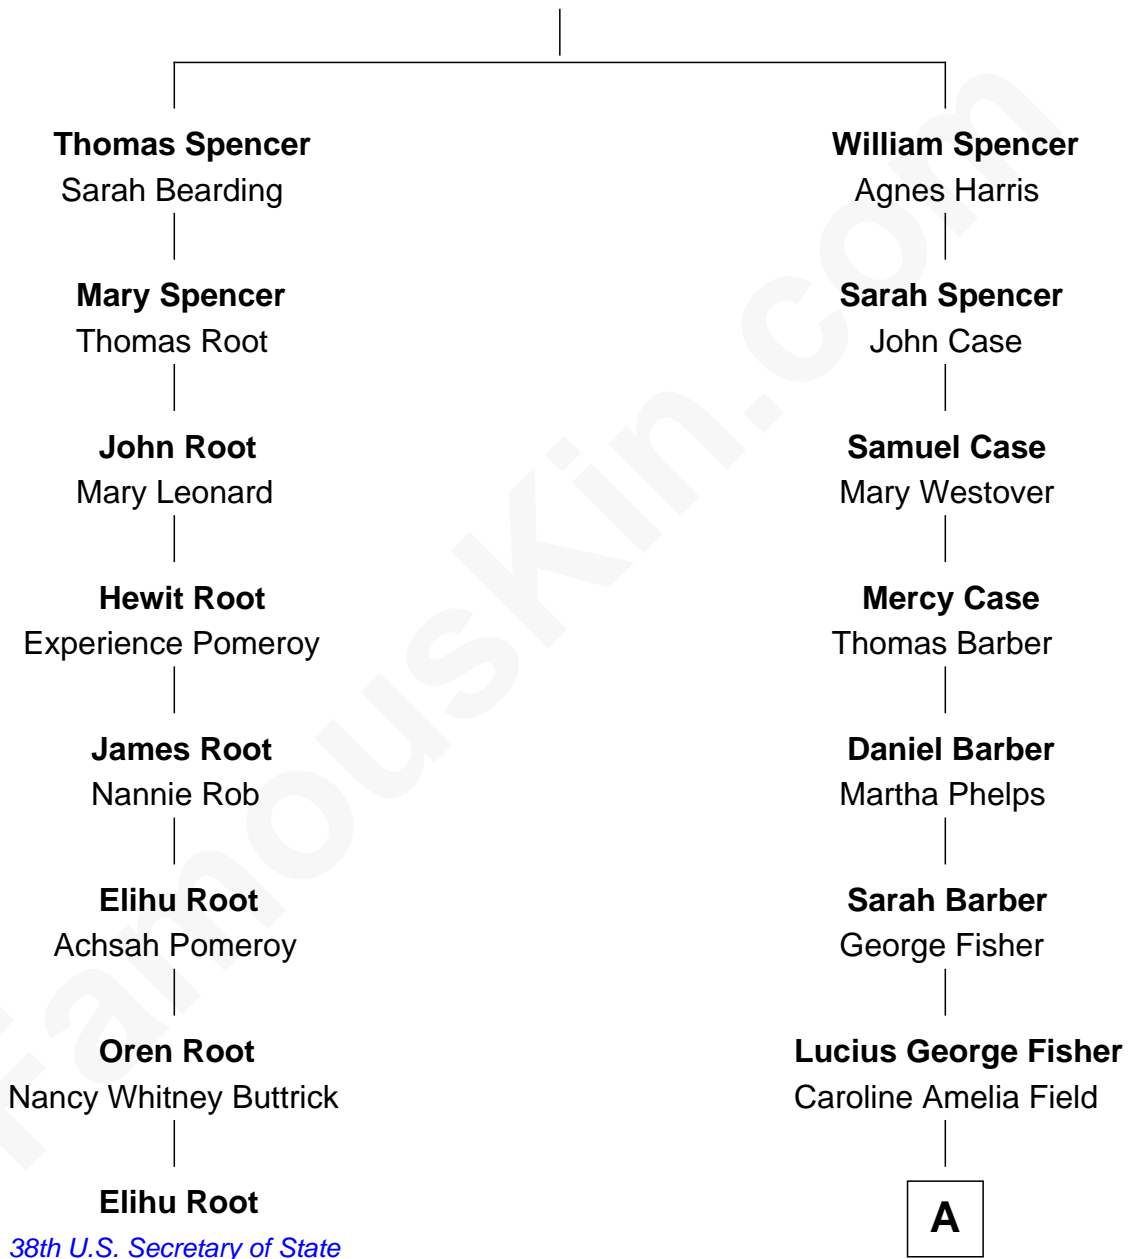 Thomas Spencer
Sarah Bearding
William Spencer
Agnes Harris
Mary Spencer
Thomas Root
Sarah Spencer
John Case
John Root
Mary Leonard
Samuel Case
Mary Westover
Hewit Root
Experience Pomeroy
Mercy Case
Thomas Barber
James Root
Nannie Rob
Daniel Barber
Martha Phelps
Elihu Root
Achsah Pomeroy
Sarah Barber
George Fisher
Oren Root
Nancy Whitney Buttrick
Lucius George Fisher
Caroline Amelia Field
Elihu Root
38th U.S. Secretary of State
A
FamousKin.com